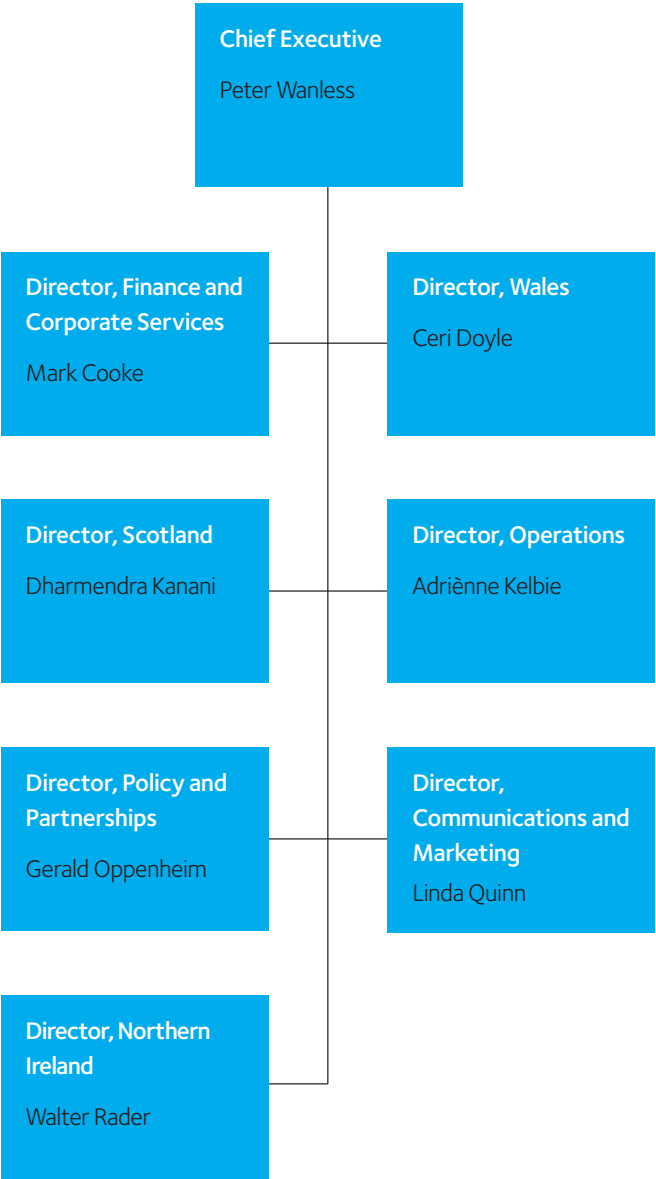 Chief Executive
Peter Wanless
Director, Finance and
Corporate Services
Mark Cooke
Director, Wales
Ceri Doyle
Director, Scotland
Dharmendra Kanani
Director, Operations
Adriènne Kelbie
Director, Policy and
Partnerships
Gerald Oppenheim
Director,
Communications and
Marketing
Linda Quinn
Director, Northern
Ireland
Walter Rader